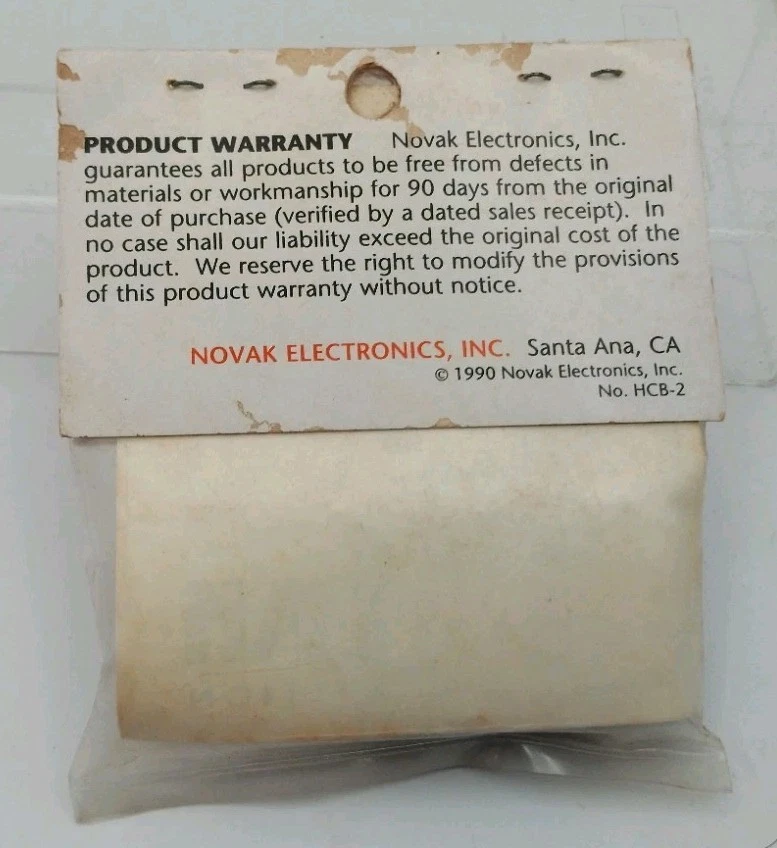 PRODUCT WARRANTY Novak Electronics, Inc.
guarantees all products to be free from defects in
materials or workmanship for 90 days from the original
date of purchase (verified by a dated sales receipt). In
no case shall our liability exceed the original cost of the
product. We reserve the right to modify the provisions
of this product warranty without notice.
NOVAK ELECTRONICS, INC. Santa Ana, CA
© 1990 Novak Electronics, Inc.
No. HCB-2